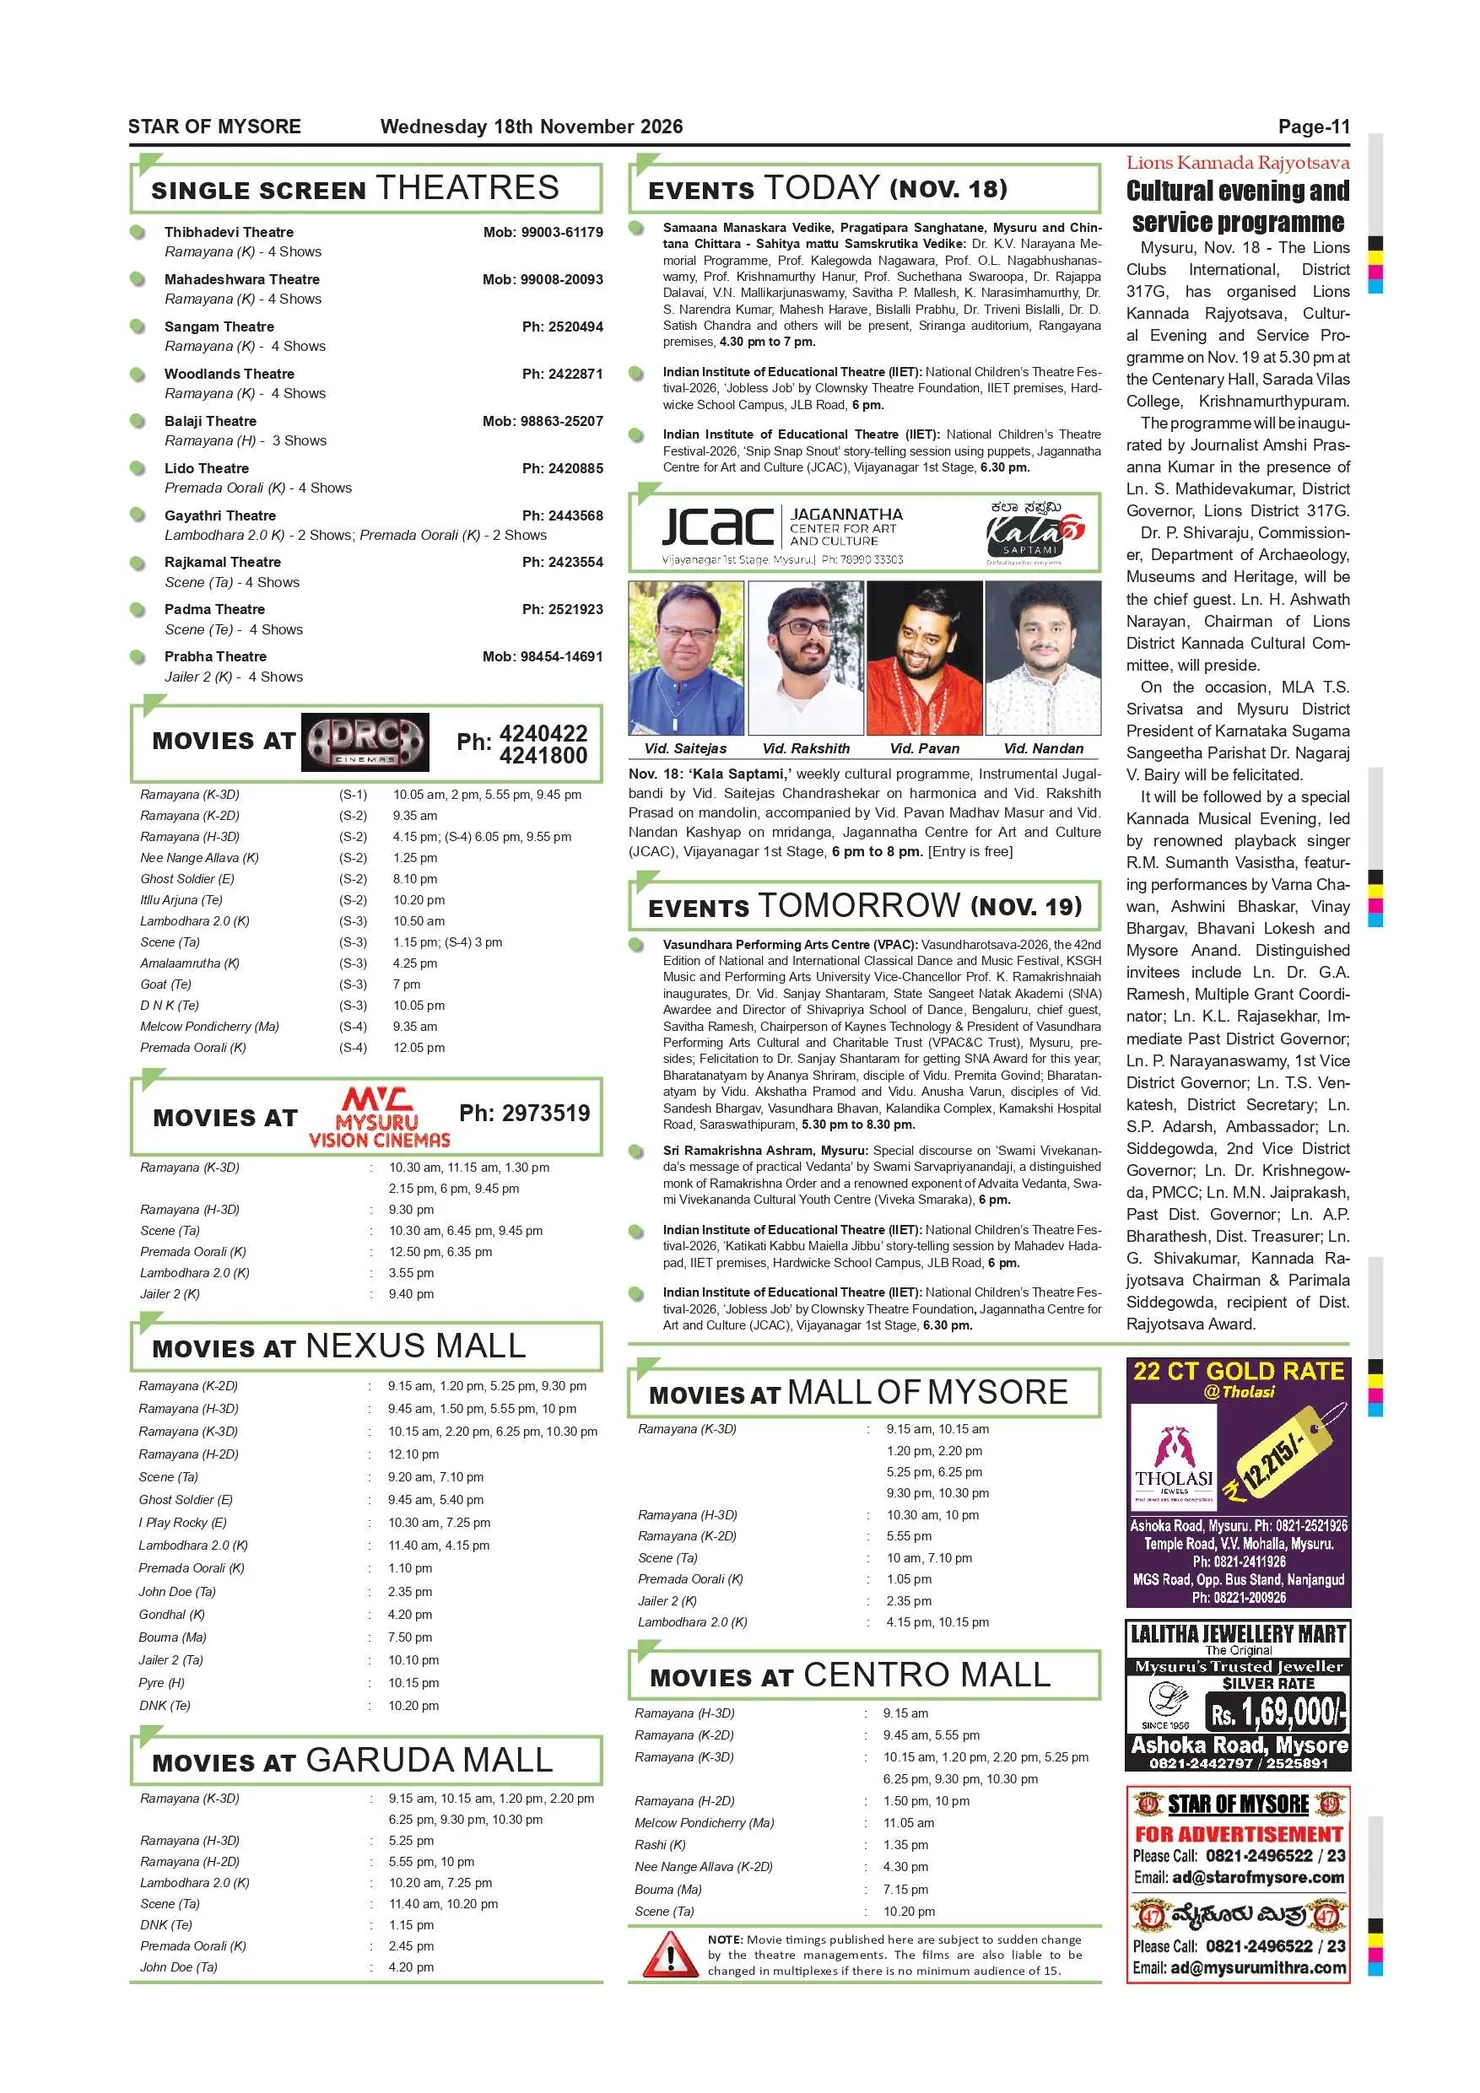 STAR OF MYSORE Wednesday 18th November 2026 Page-11
SINGLE SCREEN THEATRES
Thibhadevi Theatre Mob: 99003-61179
Ramayana (K) - 4 Shows
Mahadeshwara Theatre Mob: 99008-20093
Ramayana (K) - 4 Shows
Sangam Theatre Ph: 2520494
Ramayana (K) - 4 Shows
Woodlands Theatre Ph: 2422871
Ramayana (K) - 4 Shows
Balaji Theatre Mob: 98863-25207
Ramayana (H) - 3 Shows
Lido Theatre Ph: 2420885
Premada Oorali (K) - 4 Shows
Gayathri Theatre Ph: 2443568
Lambodhara 2.0 K) - 2 Shows; Premada Oorali (K) - 2 Shows
Rajkamal Theatre Ph: 2423554
Scene (Ta) - 4 Shows
Padma Theatre Ph: 2521923
Scene (Te) - 4 Shows
Prabha Theatre Mob: 98454-14691
Jailer 2 (K) - 4 Shows
MOVIES AT DRC CINEMAS Ph: 4240422
4241800
Ramayana (K-3D) (S-1) 10.05 am, 2 pm, 5.55 pm, 9.45 pm
Ramayana (K-2D) (S-2) 9.35 am
Ramayana (H-3D) (S-2) 4.15 pm; (S-4) 6.05 pm, 9.55 pm
Nee Nange Allava (K) (S-2) 1.25 pm
Ghost Soldier (E) (S-2) 8.10 pm
Itllu Arjuna (Te) (S-2) 10.20 pm
Lambodhara 2.0 (K) (S-3) 10.50 am
Scene (Ta) (S-3) 1.15 pm; (S-4) 3 pm
Amalaamrutha (K) (S-3) 4.25 pm
Goat (Te) (S-3) 7 pm
D N K (Te) (S-3) 10.05 pm
Melcow Pondicherry (Ma) (S-4) 9.35 am
Premada Oorali (K) (S-4) 12.05 pm
MOVIES AT MVC MYSURU VISION CINEMAS Ph: 2973519
Ramayana (K-3D) : 10.30 am, 11.15 am, 1.30 pm
2.15 pm, 6 pm, 9.45 pm
Ramayana (H-3D) : 9.30 pm
Scene (Ta) : 10.30 am, 6.45 pm, 9.45 pm
Premada Oorali (K) : 12.50 pm, 6.35 pm
Lambodhara 2.0 (K) : 3.55 pm
Jailer 2 (K) : 9.40 pm
MOVIES AT NEXUS MALL
Ramayana (K-2D) : 9.15 am, 1.20 pm, 5.25 pm, 9.30 pm
Ramayana (H-3D) : 9.45 am, 1.50 pm, 5.55 pm, 10 pm
Ramayana (K-3D) : 10.15 am, 2.20 pm, 6.25 pm, 10.30 pm
Ramayana (H-2D) : 12.10 pm
Scene (Ta) : 9.20 am, 7.10 pm
Ghost Soldier (E) : 9.45 am, 5.40 pm
I Play Rocky (E) : 10.30 am, 7.25 pm
Lambodhara 2.0 (K) : 11.40 am, 4.15 pm
Premada Oorali (K) : 1.10 pm
John Doe (Ta) : 2.35 pm
Gondhal (K) : 4.20 pm
Bouma (Ma) : 7.50 pm
Jailer 2 (Ta) : 10.10 pm
Pyre (H) : 10.15 pm
DNK (Te) : 10.20 pm
MOVIES AT GARUDA MALL
Ramayana (K-3D) : 9.15 am, 10.15 am, 1.20 pm, 2.20 pm
6.25 pm, 9.30 pm, 10.30 pm
Ramayana (H-3D) : 5.25 pm
Ramayana (H-2D) : 5.55 pm, 10 pm
Lambodhara 2.0 (K) : 10.20 am, 7.25 pm
Scene (Ta) : 11.40 am, 10.20 pm
DNK (Te) : 1.15 pm
Premada Oorali (K) : 2.45 pm
John Doe (Ta) : 4.20 pm
EVENTS TODAY (NOV. 18)
Samaana Manaskara Vedike, Pragatipara Sanghatane, Mysuru and Chin-
tana Chittara - Sahitya mattu Samskrutika Vedike: Dr. K.V. Narayana Me-
morial Programme, Prof. Kalegowda Nagawara, Prof. O.L. Nagabhushanas-
wamy, Prof. Krishnamurthy Hanur, Prof. Suchethana Swaroopa, Dr. Rajappa
Dalavai, V.N. Mallikarjunaswamy, Savitha P. Mallesh, K. Narasimhamurthy, Dr.
S. Narendra Kumar, Mahesh Harave, Bislalli Prabhu, Dr. Triveni Bislalli, Dr. D.
Satish Chandra and others will be present, Sriranga auditorium, Rangayana
premises, 4.30 pm to 7 pm.
Indian Institute of Educational Theatre (IIET): National Children's Theatre Fes-
tival-2026, 'Jobless Job' by Clownsky Theatre Foundation, IIET premises, Hard-
wicke School Campus, JLB Road, 6 pm.
Indian Institute of Educational Theatre (IIET): National Children's Theatre
Festival-2026, 'Snip Snap Snout' story-telling session using puppets, Jagannatha
Centre for Art and Culture (JCAC), Vijayanagar 1st Stage, 6.30 pm.
JCAC JAGANNATHA
CENTER FOR ART
AND CULTURE
Vijayanagar 1st Stage, Mysuru.| Ph: 78990 33303
ಕಲಾ ಸಪ್ತಮಿ
Kala
SAPTAMI
Vid. Saitejas Vid. Rakshith Vid. Pavan Vid. Nandan
Nov. 18: 'Kala Saptami,' weekly cultural programme, Instrumental Jugal-
bandi by Vid. Saitejas Chandrashekar on harmonica and Vid. Rakshith
Prasad on mandolin, accompanied by Vid. Pavan Madhav Masur and Vid.
Nandan Kashyap on mridanga, Jagannatha Centre for Art and Culture
(JCAC), Vijayanagar 1st Stage, 6 pm to 8 pm. [Entry is free]
EVENTS TOMORROW (NOV. 19)
Vasundhara Performing Arts Centre (VPAC): Vasundharotsava-2026, the 42nd
Edition of National and International Classical Dance and Music Festival, KSGH
Music and Performing Arts University Vice-Chancellor Prof. K. Ramakrishnaiah
inaugurates, Dr. Vid. Sanjay Shantaram, State Sangeet Natak Akademi (SNA)
Awardee and Director of Shivapriya School of Dance, Bengaluru, chief guest,
Savitha Ramesh, Chairperson of Kaynes Technology & President of Vasundhara
Performing Arts Cultural and Charitable Trust (VPAC&C Trust), Mysuru, pre-
sides; Felicitation to Dr. Sanjay Shantaram for getting SNA Award for this year;
Bharatanatyam by Ananya Shriram, disciple of Vidu. Premita Govind; Bharatan-
atyam by Vidu. Akshatha Pramod and Vidu. Anusha Varun, disciples of Vid.
Sandesh Bhargav, Vasundhara Bhavan, Kalandika Complex, Kamakshi Hospital
Road, Saraswathipuram, 5.30 pm to 8.30 pm.
Sri Ramakrishna Ashram, Mysuru: Special discourse on 'Swami Vivekanan-
da's message of practical Vedanta' by Swami Sarvapriyanandaji, a distinguished
monk of Ramakrishna Order and a renowned exponent of Advaita Vedanta, Swa-
mi Vivekananda Cultural Youth Centre (Viveka Smaraka), 6 pm.
Indian Institute of Educational Theatre (IIET): National Children's Theatre Fes-
tival-2026, 'Katikati Kabbu Maiella Jibbu' story-telling session by Mahadev Hada-
pad, IIET premises, Hardwicke School Campus, JLB Road, 6 pm.
Indian Institute of Educational Theatre (IIET): National Children's Theatre Fes-
tival-2026, 'Jobless Job' by Clownsky Theatre Foundation, Jagannatha Centre for
Art and Culture (JCAC), Vijayanagar 1st Stage, 6.30 pm.
MOVIES AT MALL OF MYSORE
Ramayana (K-3D) : 9.15 am, 10.15 am
1.20 pm, 2.20 pm
5.25 pm, 6.25 pm
9.30 pm, 10.30 pm
Ramayana (H-3D) : 10.30 am, 10 pm
Ramayana (K-2D) : 5.55 pm
Scene (Ta) : 10 am, 7.10 pm
Premada Oorali (K) : 1.05 pm
Jailer 2 (K) : 2.35 pm
Lambodhara 2.0 (K) : 4.15 pm, 10.15 pm
MOVIES AT CENTRO MALL
Ramayana (H-3D) : 9.15 am
Ramayana (K-2D) : 9.45 am, 5.55 pm
Ramayana (K-3D) : 10.15 am, 1.20 pm, 2.20 pm, 5.25 pm
6.25 pm, 9.30 pm, 10.30 pm
Ramayana (H-2D) : 1.50 pm, 10 pm
Melcow Pondicherry (Ma) : 11.05 am
Rashi (K) : 1.35 pm
Nee Nange Allava (K-2D) : 4.30 pm
Bouma (Ma) : 7.15 pm
Scene (Ta) : 10.20 pm
NOTE: Movie timings published here are subject to sudden change
by the theatre managements. The films are also liable to be
changed in multiplexes if there is no minimum audience of 15.
Lions Kannada Rajyotsava
Cultural evening and
service programme
Mysuru, Nov. 18 - The Lions
Clubs International, District
317G, has organised Lions
Kannada Rajyotsava, Cultur-
al Evening and Service Pro-
gramme on Nov. 19 at 5.30 pm at
the Centenary Hall, Sarada Vilas
College, Krishnamurthypuram.
The programme will be inaugu-
rated by Journalist Amshi Pras-
anna Kumar in the presence of
Ln. S. Mathidevakumar, District
Governor, Lions District 317G.
Dr. P. Shivaraju, Commission-
er, Department of Archaeology,
Museums and Heritage, will be
the chief guest. Ln. H. Ashwath
Narayan, Chairman of Lions
District Kannada Cultural Com-
mittee, will preside.
On the occasion, MLA T.S.
Srivatsa and Mysuru District
President of Karnataka Sugama
Sangeetha Parishat Dr. Nagaraj
V. Bairy will be felicitated.
It will be followed by a special
Kannada Musical Evening, led
by renowned playback singer
R.M. Sumanth Vasistha, featur-
ing performances by Varna Cha-
wan, Ashwini Bhaskar, Vinay
Bhargav, Bhavani Lokesh and
Mysore Anand. Distinguished
invitees include Ln. Dr. G.A.
Ramesh, Multiple Grant Coordi-
nator; Ln. K.L. Rajasekhar, Im-
mediate Past District Governor;
Ln. P. Narayanaswamy, 1st Vice
District Governor; Ln. T.S. Ven-
katesh, District Secretary; Ln.
S.P. Adarsh, Ambassador; Ln.
Siddegowda, 2nd Vice District
Governor; Ln. Dr. Krishnegow-
da, PMCC; Ln. M.N. Jaiprakash,
Past Dist. Governor; Ln. A.P.
Bharathesh, Dist. Treasurer; Ln.
G. Shivakumar, Kannada Ra-
jyotsava Chairman & Parimala
Siddegowda, recipient of Dist.
Rajyotsava Award.
22 CT GOLD RATE
@ Tholasi
₹ 12,215/-
THOLASI
JEWELS
Ashoka Road, Mysuru. Ph: 0821-2521926
Temple Road, V.V. Mohalla, Mysuru.
Ph: 0821-2411926
MGS Road, Opp. Bus Stand, Nanjangud
Ph: 08221-200926
LALITHA JEWELLERY MART
The Original
Mysuru's Trusted Jeweller
SINCE 1956
SILVER RATE
Rs. 1,69,000/-
Ashoka Road, Mysore
0821-2442797 / 2525891
49 STAR OF MYSORE 49
FOR ADVERTISEMENT
Please Call: 0821-2496522 / 23
Email: ad@starofmysore.com
47 ಮೈಸೂರು ಮಿತ್ರ 47
Please Call: 0821-2496522 / 23
Email: ad@mysurumithra.com